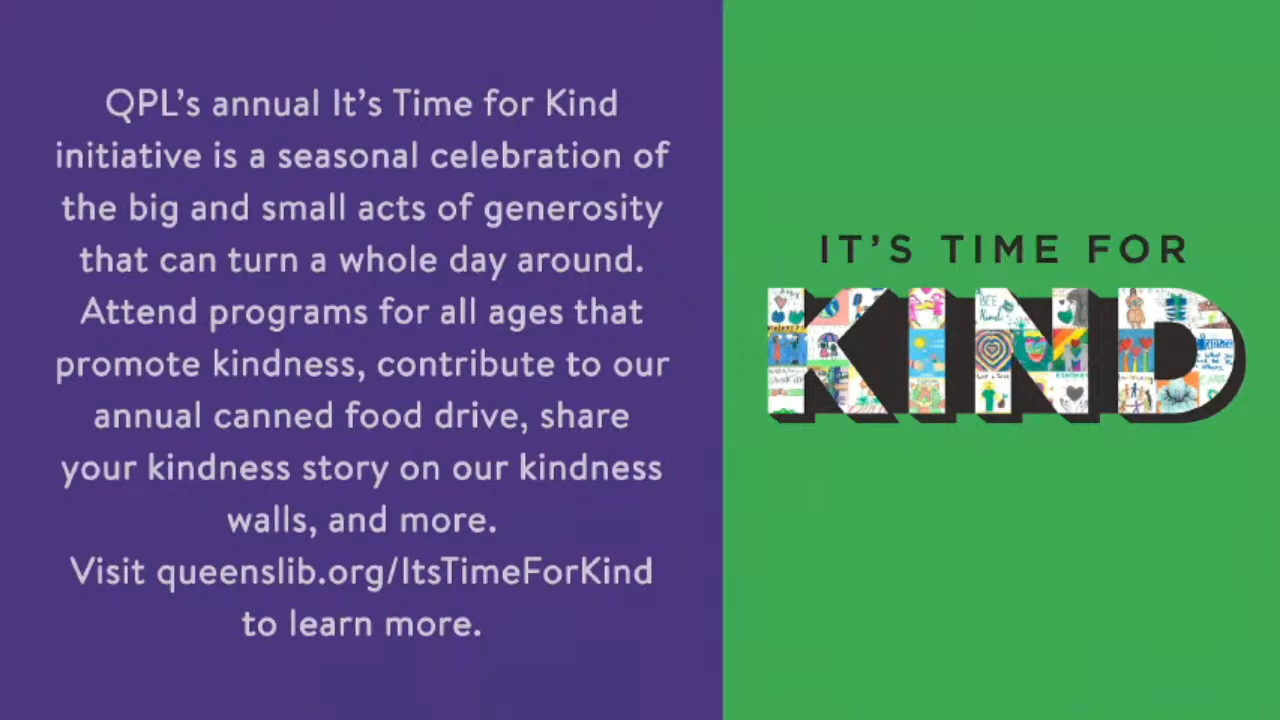 QPL’s annual It’s Time for Kind
initiative is a seasonal celebration of
the big and small acts of generosity
that can turn a whole day around.
Attend programs for all ages that
promote kindness, contribute to our
annual canned food drive, share
your kindness story on our kindness
walls, and more.
Visit queenslib.org/ItsTimeForKind
to learn more.
IT’S TIME FOR
KIND